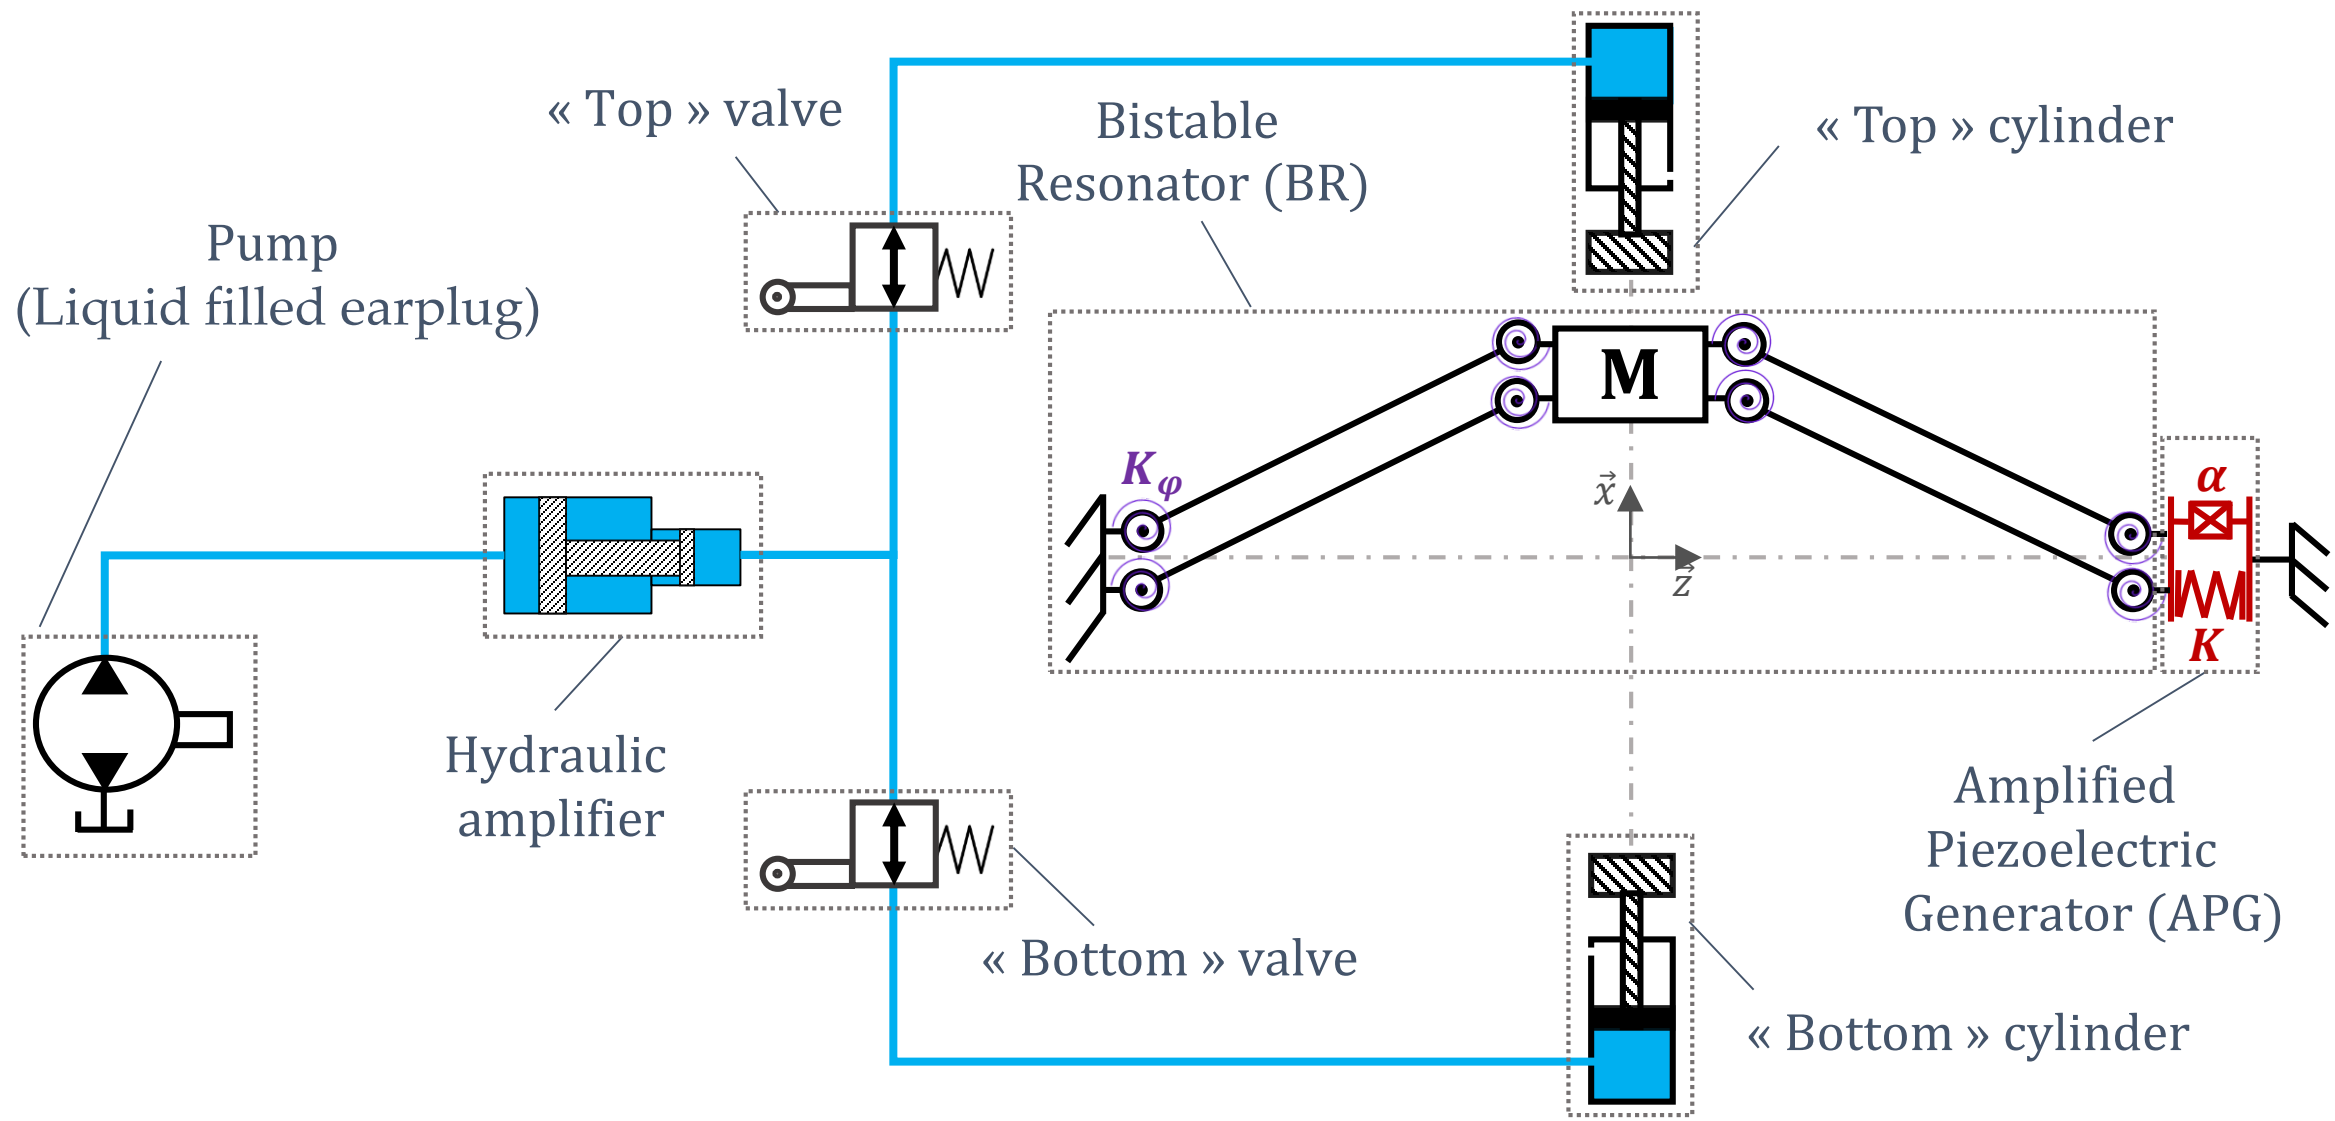 « Top » valve
Bistable
Resonator (BR)
« Top » cylinder
Pump
(Liquid filled earplug)
M
K_φ
x⃗
z⃗
α
K
Hydraulic
amplifier
Amplified
Piezoelectric
Generator (APG)
« Bottom » valve
« Bottom » cylinder